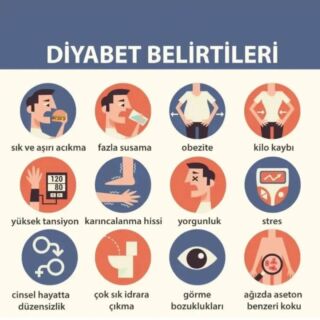 DİYABET BELİRTİLERİ
sık ve aşırı acıkma
fazla susama
obezite
kilo kaybı
120
80
yüksek tansiyon
karıncalanma hissi
yorgunluk
stres
cinsel hayatta
düzensizlik
çok sık idrara
çıkma
görme
bozuklukları
ağızda aseton
benzeri koku